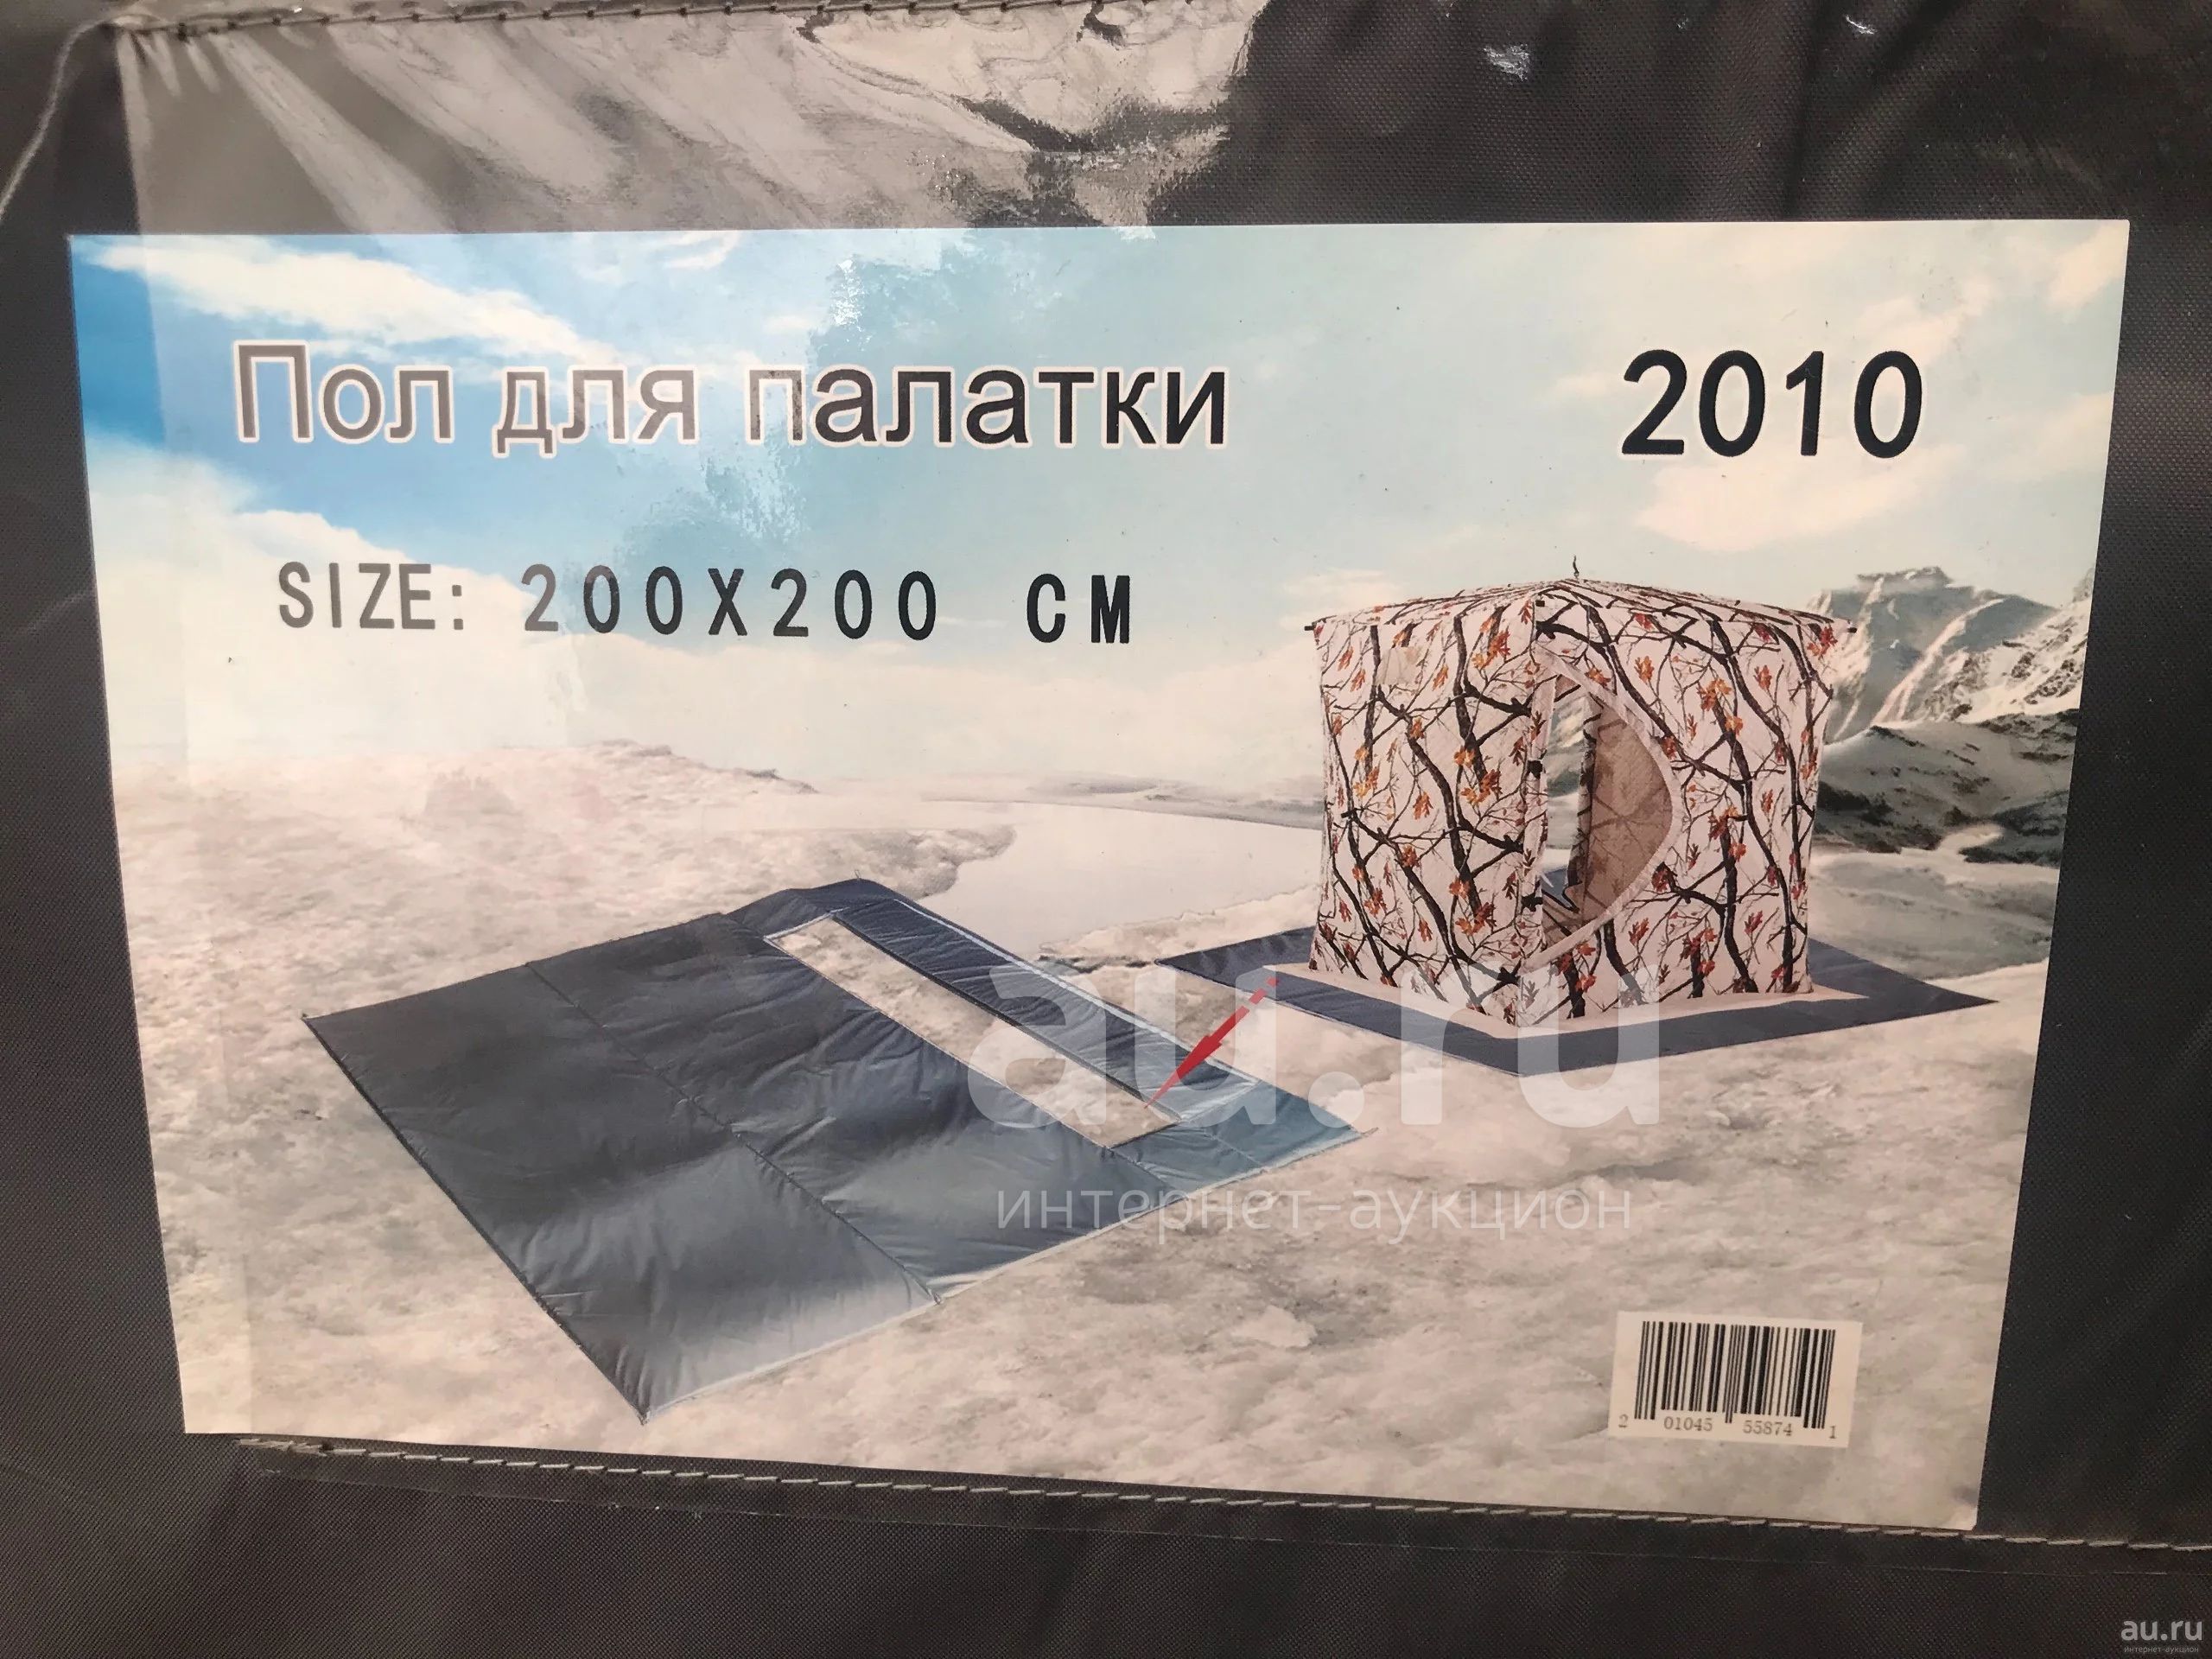 Пол для палатки
2010
SIZE: 200X200 CM
au.ru
интернет-аукцион
2 01045 55874 1
au.ru
интернет-аукцион